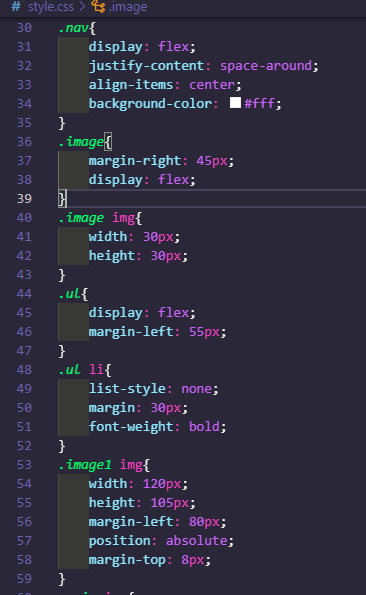 # style.css > .image
30 .nav{
31 display: flex;
32 justify-content: space-around;
33 align-items: center;
34 background-color: #fff;
35 }
36 .image{
37 margin-right: 45px;
38 display: flex;
39 }
40 .image img{
41 width: 30px;
42 height: 30px;
43 }
44 .ul{
45 display: flex;
46 margin-left: 55px;
47 }
48 .ul li{
49 list-style: none;
50 margin: 30px;
51 font-weight: bold;
52 }
53 .image1 img{
54 width: 120px;
55 height: 105px;
56 margin-left: 80px;
57 position: absolute;
58 margin-top: 8px;
59 }